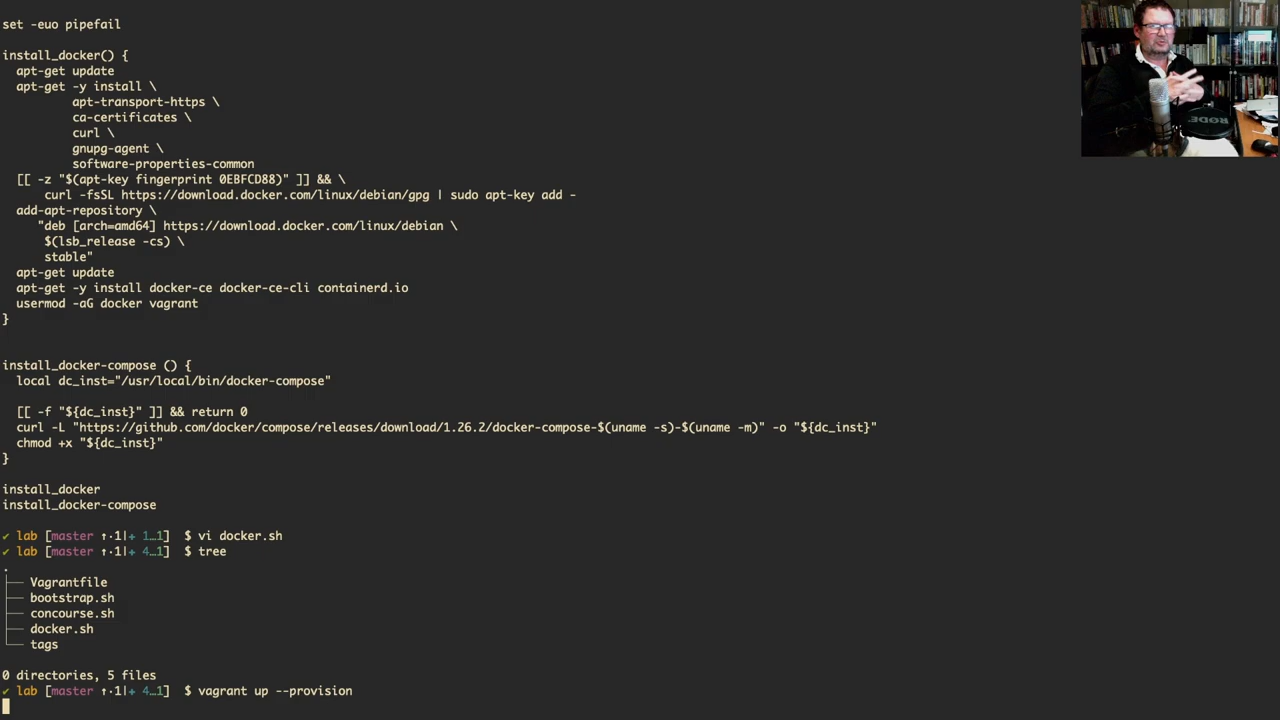 set -euo pipefail
install_docker() {
apt-get update
apt-get -y install \
apt-transport-https \
ca-certificates \
curl \
gnupg-agent \
software-properties-common
[[ -z "$(apt-key fingerprint 0EBFCD88)" ]] && \
curl -fsSL https://download.docker.com/linux/debian/gpg | sudo apt-key add -
add-apt-repository \
"deb [arch=amd64] https://download.docker.com/linux/debian \
$(lsb_release -cs) \
stable"
apt-get update
apt-get -y install docker-ce docker-ce-cli containerd.io
usermod -aG docker vagrant
}
install_docker-compose () {
local dc_inst="/usr/local/bin/docker-compose"
[[ -f "${dc_inst}" ]] && return 0
curl -L "https://github.com/docker/compose/releases/download/1.26.2/docker-compose-$(uname -s)-$(uname -m)" -o "${dc_inst}"
chmod +x "${dc_inst}"
}
install_docker
install_docker-compose
✔ lab [master ↑·1|✚ 1…1] $ vi docker.sh
✔ lab [master ↑·1|✚ 4…1] $ tree
.
├── Vagrantfile
├── bootstrap.sh
├── concourse.sh
├── docker.sh
└── tags
0 directories, 5 files
✔ lab [master ↑·1|✚ 4…1] $ vagrant up --provision
RØDE